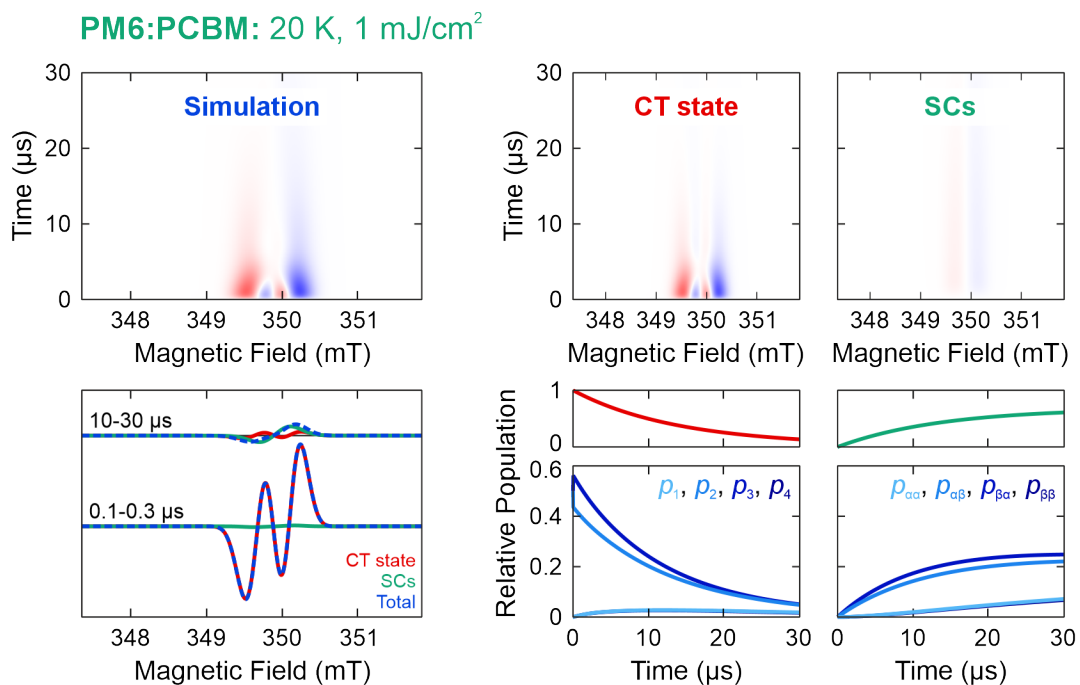 PM6:PCBM: 20 K, 1 mJ/cm²
Time (µs)
30
20
10
0
Simulation
348 349 350 351
Magnetic Field (mT)
Time (µs)
30
20
10
0
CT state
348 349 350 351
Magnetic Field (mT)
SCs
348 349 350 351
Magnetic Field (mT)
10-30 µs
0.1-0.3 µs
CT state
SCs
Total
348 349 350 351
Magnetic Field (mT)
Relative Population
1
0
0.6
0.4
0.2
0
p₁, p₂, p₃, p₄
0 10 20 30
Time (µs)
pαα, pαβ, pβα, pββ
0 10 20 30
Time (µs)